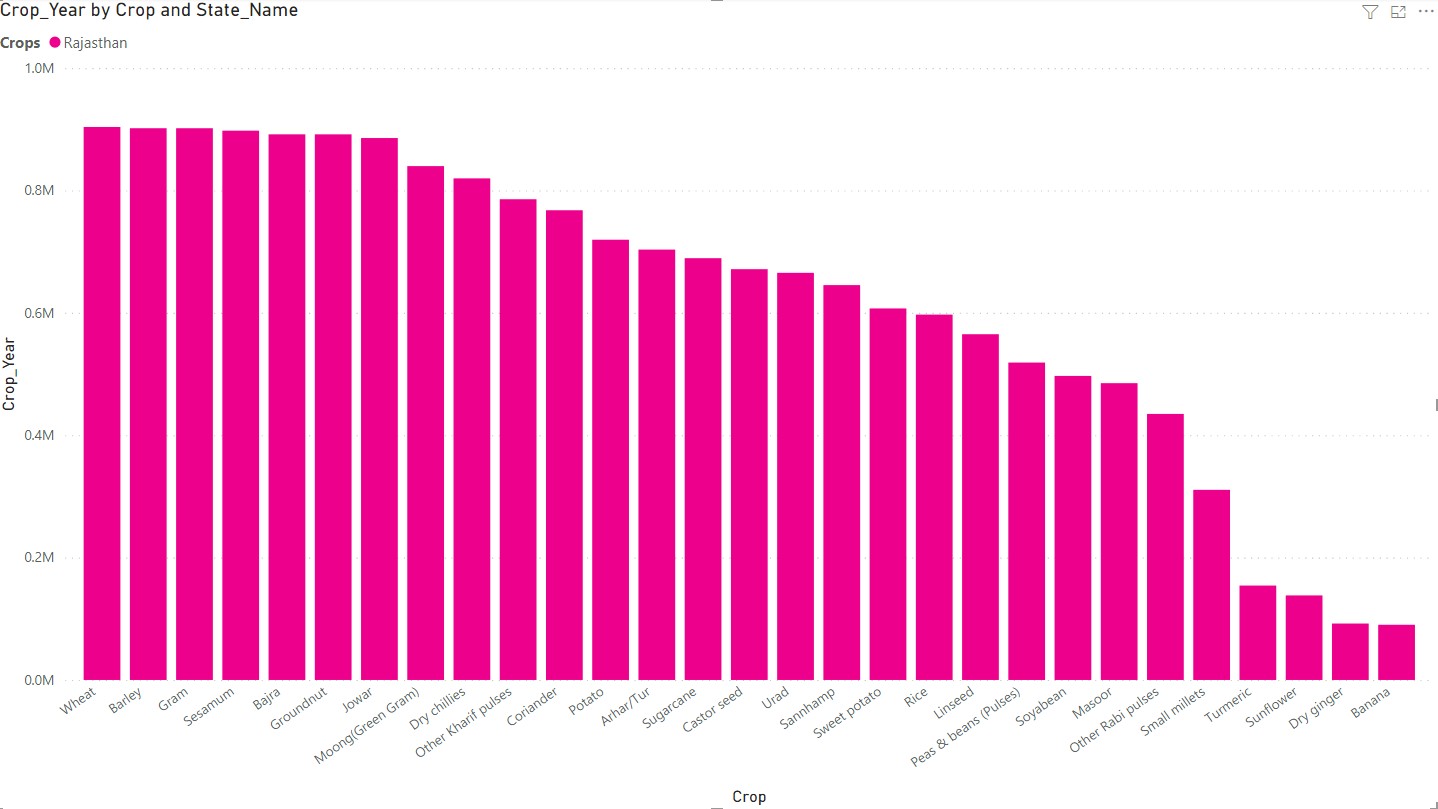 Crop_Year by Crop and State_Name
Crops Rajasthan
1.0M
0.8M
0.6M
0.4M
0.2M
0.0M
Crop_Year
Wheat
Barley
Gram
Sesamum
Bajra
Groundnut
Jowar
Moong(Green Gram)
Dry chillies
Other Kharif pulses
Coriander
Potato
Arhar/Tur
Sugarcane
Castor seed
Urad
Sannhamp
Sweet potato
Rice
Linseed
Peas & beans (Pulses)
Soyabean
Masoor
Other Rabi pulses
Small millets
Turmeric
Sunflower
Dry ginger
Banana
Crop